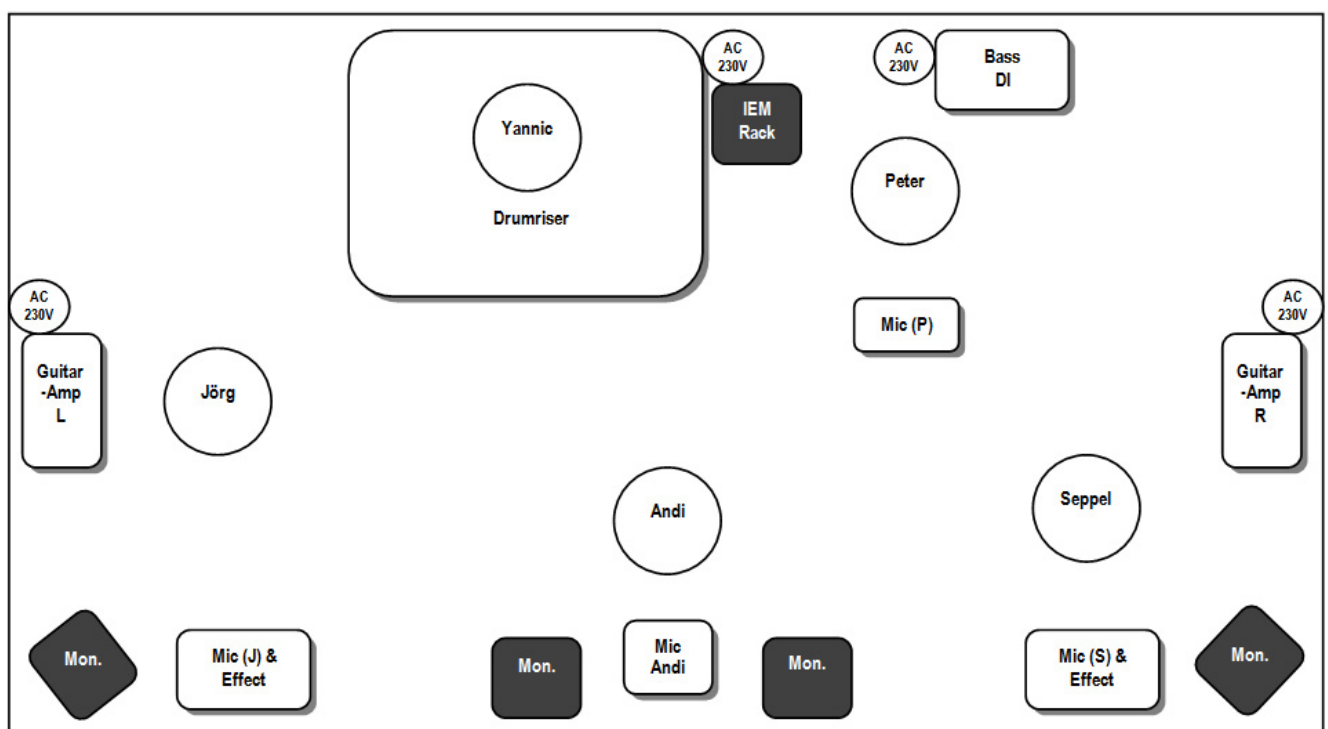 AC
230V
IEM
Rack
AC
230V
Bass
DI
Yannic
Drumriser
Peter
Mic (P)
AC
230V
Guitar
-Amp
L
Jörg
AC
230V
Guitar
-Amp
R
Andi
Seppel
Mon.
Mic (J) &
Effect
Mon.
Mic
Andi
Mon.
Mic (S) &
Effect
Mon.